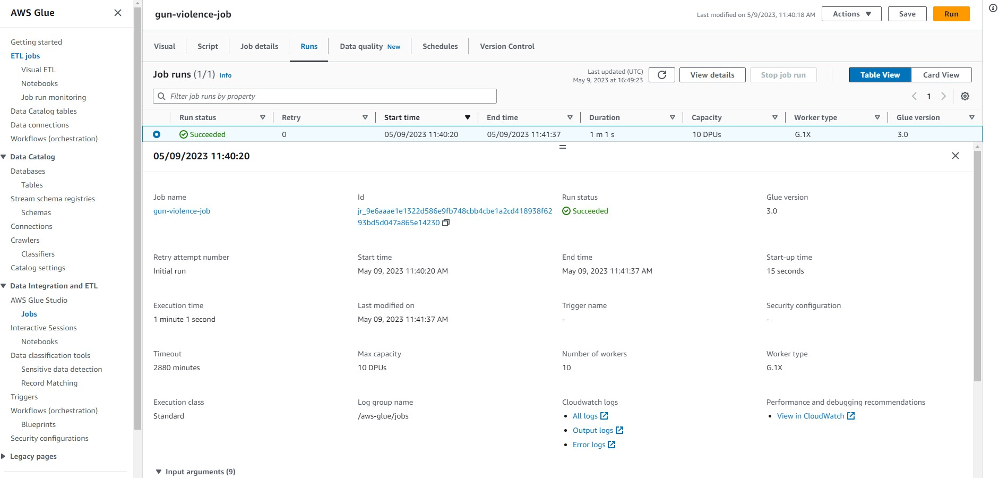 AWS Glue
Getting started
ETL jobs
Visual ETL
Notebooks
Job run monitoring
Data Catalog tables
Data connections
Workflows (orchestration)
Data Catalog
Databases
Tables
Stream schema registries
Schemas
Connections
Crawlers
Classifiers
Catalog settings
Data Integration and ETL
AWS Glue Studio
Jobs
Interactive Sessions
Notebooks
Data classification tools
Sensitive data detection
Record Matching
Triggers
Workflows (orchestration)
Blueprints
Security configurations
Legacy pages
gun-violence-job
Last modified on 5/9/2023, 11:40:18 AM
Actions
Save
Run
Visual
Script
Job details
Runs
Data quality New
Schedules
Version Control
Job runs (1/1) Info
Last updated (UTC)
May 9, 2023 at 16:49:23
View details
Stop job run
Table View
Card View
Filter job runs by property
1
Run status Retry Start time End time Duration Capacity Worker type Glue version
Succeeded 0 05/09/2023 11:40:20 05/09/2023 11:41:37 1 m 1 s 10 DPUs G.1X 3.0
05/09/2023 11:40:20
Job name
gun-violence-job
Id
jr_9e6aaae1e1322d586e9fb748cbb4cbe1a2cd418938f62
93bd5d047a865e14230
Run status
Succeeded
Glue version
3.0
Retry attempt number
Initial run
Start time
May 09, 2023 11:40:20 AM
End time
May 09, 2023 11:41:37 AM
Start-up time
15 seconds
Execution time
1 minute 1 second
Last modified on
May 09, 2023 11:41:37 AM
Trigger name
-
Security configuration
-
Timeout
2880 minutes
Max capacity
10 DPUs
Number of workers
10
Worker type
G.1X
Execution class
Standard
Log group name
/aws-glue/jobs
Cloudwatch logs
All logs
Output logs
Error logs
Performance and debugging recommendations
View in CloudWatch
Input arguments (9)